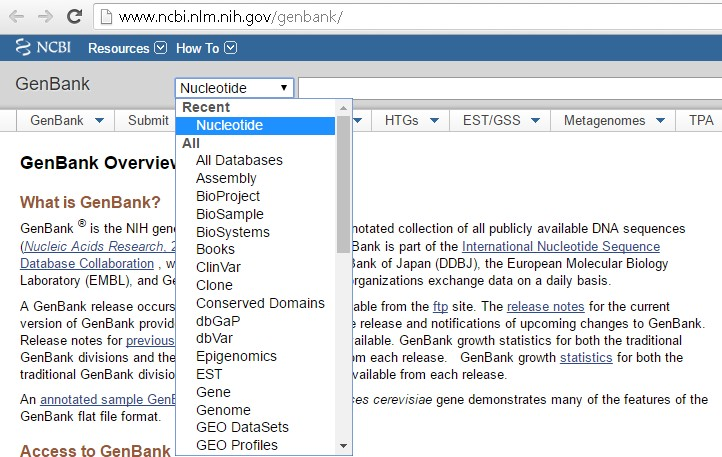 www.ncbi.nlm.nih.gov/genbank/
NCBI Resources How To
GenBank Nucleotide
Recent
Nucleotide
GenBank Submit HTGs EST/GSS Metagenomes TPA
All
All Databases
Assembly
BioProject
BioSample
BioSystems
Books
ClinVar
Clone
Conserved Domains
dbGaP
dbVar
Epigenomics
EST
Gene
Genome
GEO DataSets
GEO Profiles
GenBank Overview
What is GenBank?
GenBank ® is the NIH gene notated collection of all publicly available DNA sequences
(Nucleic Acids Research, 2 Bank is part of the International Nucleotide Sequence
Database Collaboration , w Bank of Japan (DDBJ), the European Molecular Biology
Laboratory (EMBL), and Ge organizations exchange data on a daily basis.
A GenBank release occurs able from the ftp site. The release notes for the current
version of GenBank provid e release and notifications of upcoming changes to GenBank.
Release notes for previous ailable. GenBank growth statistics for both the traditional
GenBank divisions and the om each release. GenBank growth statistics for both the
traditional GenBank divisio vailable from each release.
An annotated sample GenB ces cerevisiae gene demonstrates many of the features of the
GenBank flat file format.
Access to GenBank